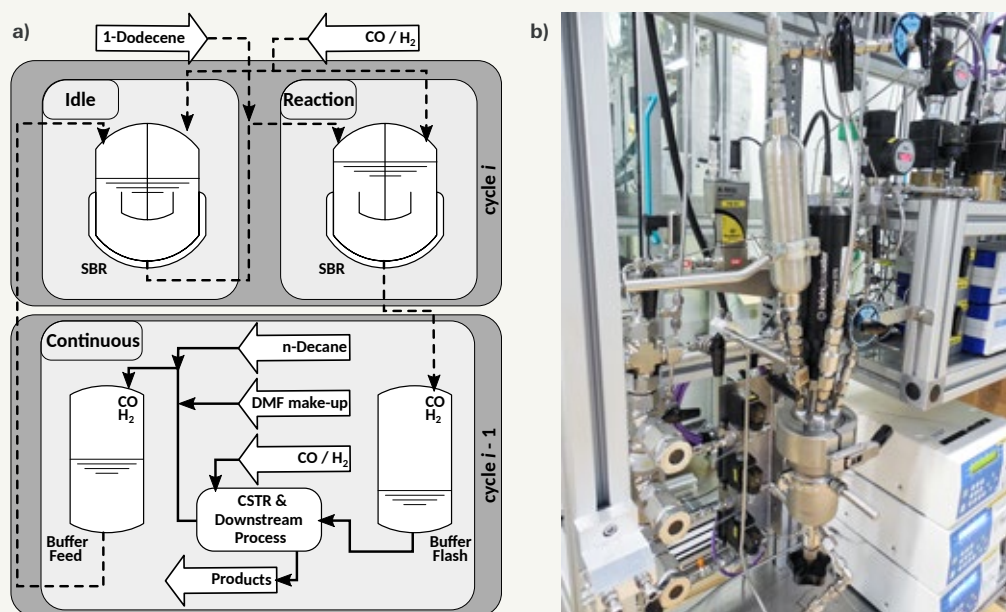 a)
1-Dodecene
CO / H₂
Idle
Reaction
SBR
SBR
cycle i
Continuous
n-Decane
CO
H₂
DMF make-up
CO
H₂
CO / H₂
CSTR &
Downstream
Process
Buffer
Feed
Buffer
Flash
Products
cycle i - 1
b)